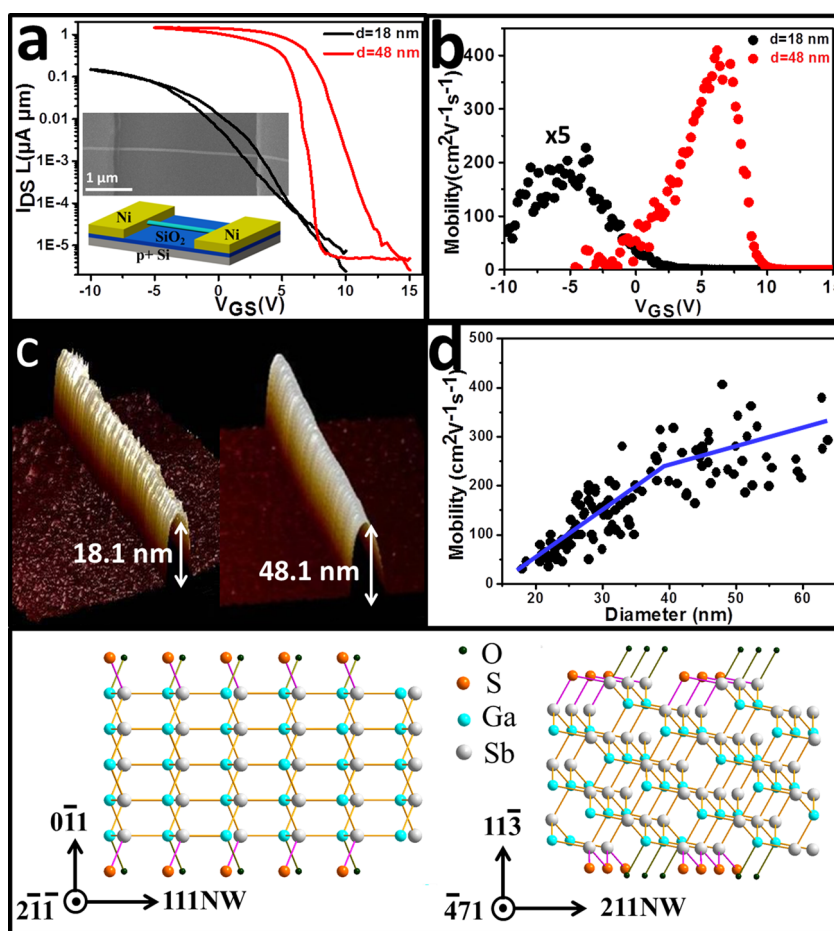 a
d=18 nm
d=48 nm
I_DS L(μA μm)
1
0.1
0.01
1E-3
1E-4
1E-5
1 μm
Ni
SiO₂
Ni
p+ Si
-10 -5 0 5 10 15
V_GS(V)
b
d=18 nm
d=48 nm
x5
Mobility(cm²V⁻¹s⁻¹)
400
300
200
100
0
-10 -5 0 5 10 15
V_GS(V)
c
18.1 nm
48.1 nm
d
Mobility (cm²V⁻¹s⁻¹)
500
400
300
200
100
0
20 30 40 50 60
Diameter (nm)
O
S
Ga
Sb
01̄1
21̄1̄
111NW
113̄
4̄71
211NW